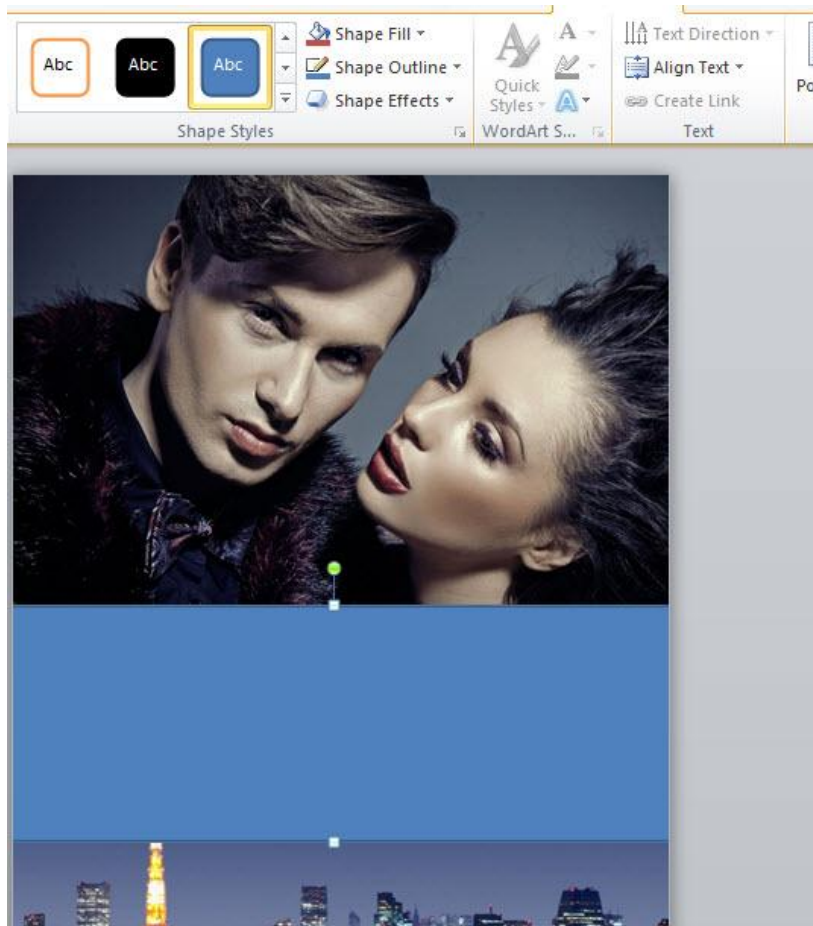 Abc Abc Abc
Shape Fill
Shape Outline
Shape Effects
Shape Styles
A
Quick
Styles
A
A
WordArt S...
Text Direction
Align Text
Create Link
Text
Po